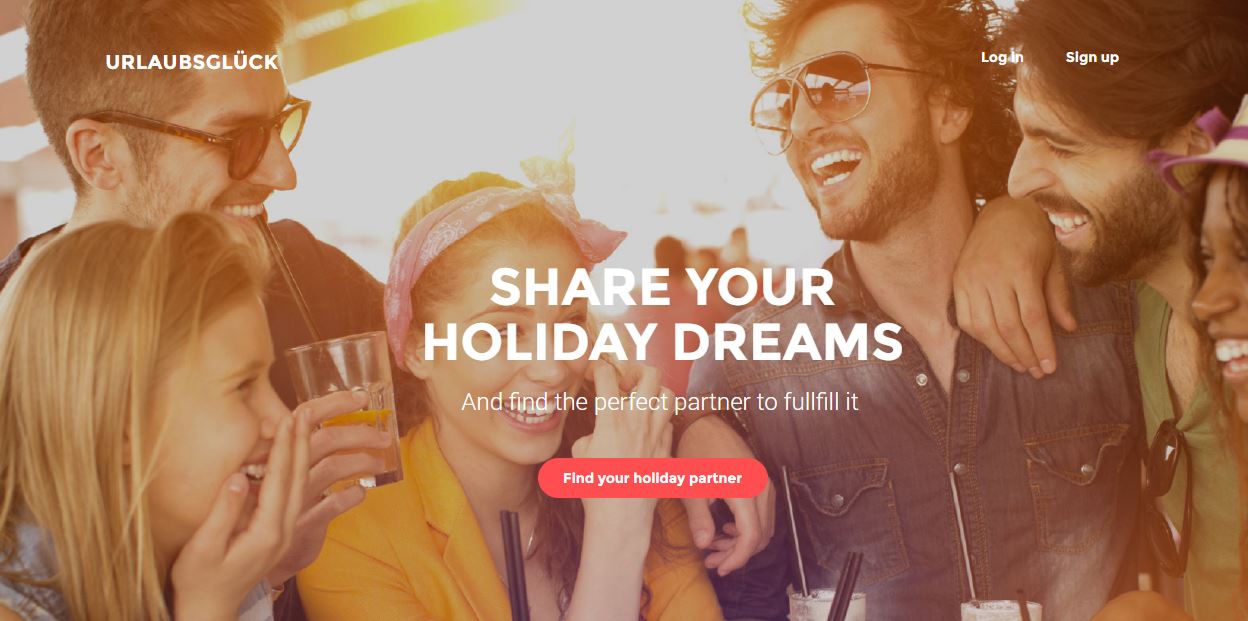 URLAUBSGLÜCK
Log in
Sign up
SHARE YOUR
HOLIDAY DREAMS
And find the perfect partner to fullfill it
Find your holiday partner